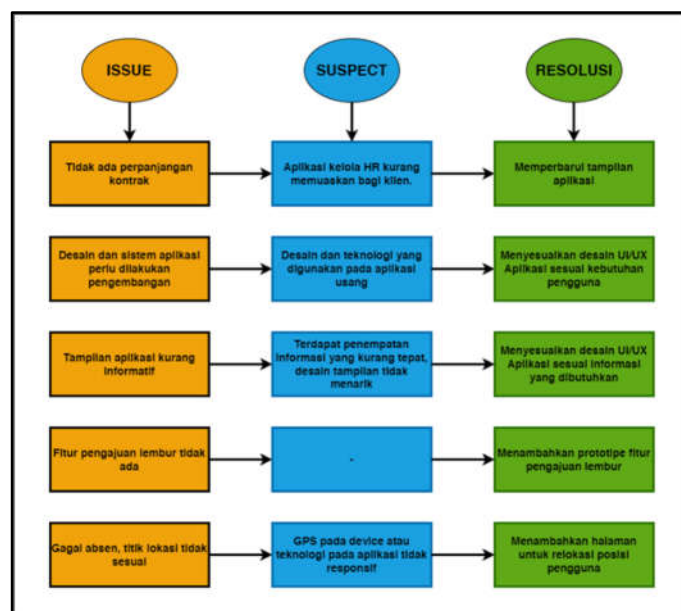 ISSUE
SUSPECT
RESOLUSI
Tidak ada perpanjangan
kontrak
Aplikasi kelola HR kurang
memuaskan bagi klien.
Memperbarui tampilan
aplikasi
Desain dan sistem aplikasi
perlu dilakukan
pengembangan
Desain dan teknologi yang
digunakan pada aplikasi
usang
Menyesuaikan desain UI/UX
Aplikasi sesuai kebutuhan
pengguna
Tampilan aplikasi kurang
informatif
Terdapat penempatan
informasi yang kurang tepat,
desain tampilan tidak
menarik
Menyesuaikan desain UI/UX
Aplikasi sesuai informasi
yang dibutuhkan
Fitur pengajuan lembur tidak
ada
-
Menambahkan prototipe fitur
pengajuan lembur
Gagal absen, titik lokasi tidak
sesuai
GPS pada device atau
teknologi pada aplikasi tidak
responsif
Menambahkan halaman
untuk relokasi posisi
pengguna